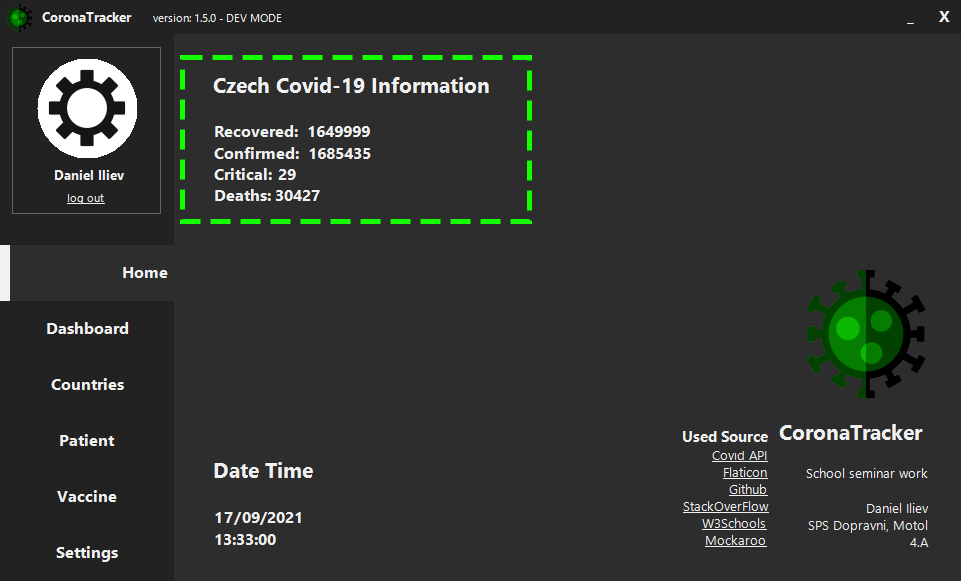 CoronaTracker version: 1.5.0 - DEV MODE
_ X
Daniel Iliev
log out
Home
Dashboard
Countries
Patient
Vaccine
Settings
Czech Covid-19 Information
Recovered: 1649999
Confirmed: 1685435
Critical: 29
Deaths: 30427
Date Time
17/09/2021
13:33:00
Used Source
Covid API
Flaticon
Github
StackOverFlow
W3Schools
Mockaroo
CoronaTracker
School seminar work
Daniel Iliev
SPS Dopravni, Motol
4.A